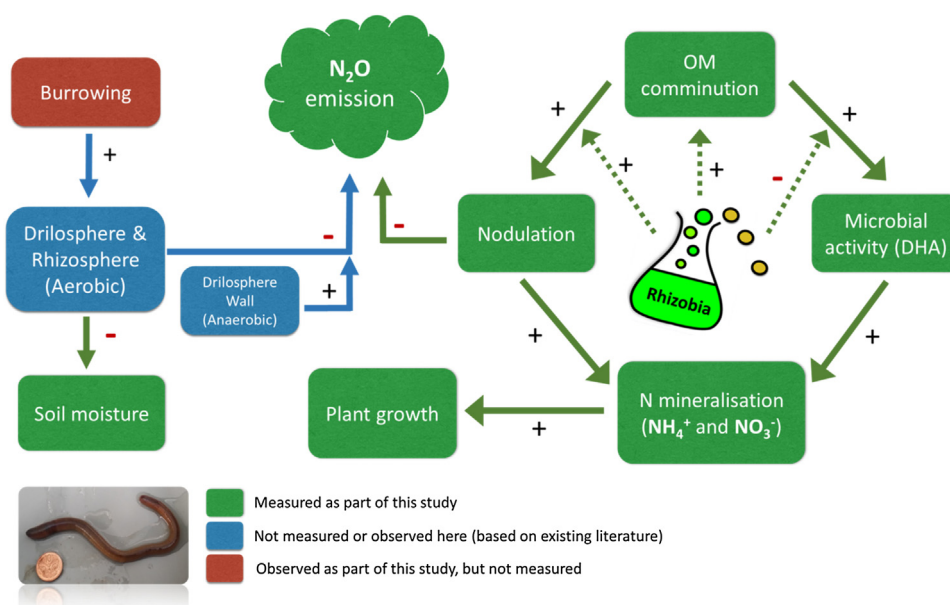 Burrowing
+
Drilosphere &
Rhizosphere
(Aerobic)
-
Soil moisture
N₂O
emission
-
Drilosphere
Wall
(Anaerobic)
+
-
OM
comminution
+
+
+
-
+
Nodulation
Microbial
activity (DHA)
Rhizobia
+
+
N mineralisation
(NH₄⁺ and NO₃⁻)
+
Plant growth
Measured as part of this study
Not measured or observed here (based on existing literature)
Observed as part of this study, but not measured